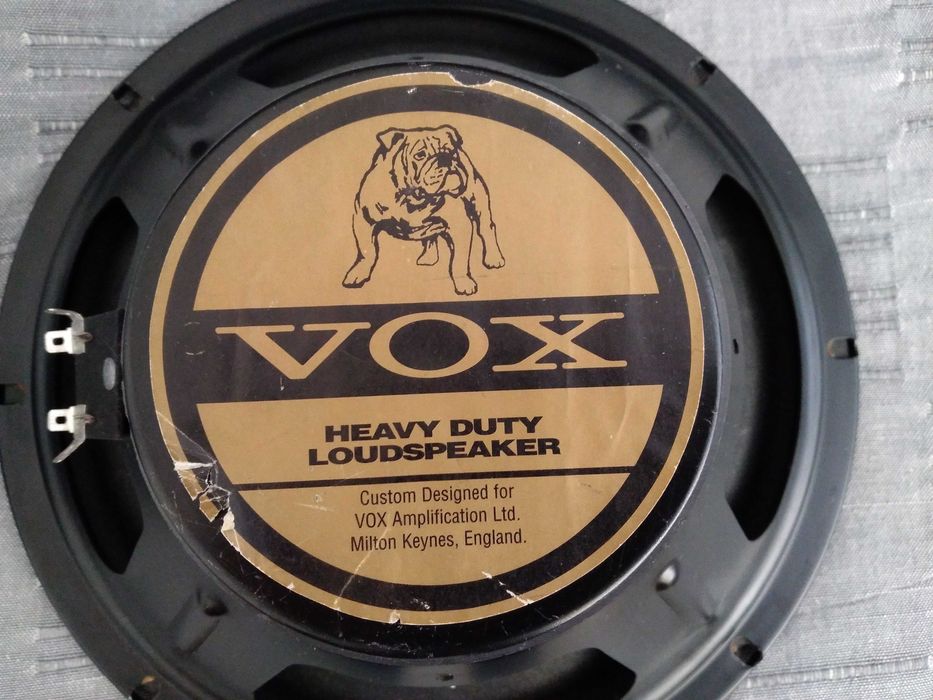 VOX
HEAVY DUTY
LOUDSPEAKER
Custom Designed for
VOX Amplification Ltd.
Milton Keynes, England.